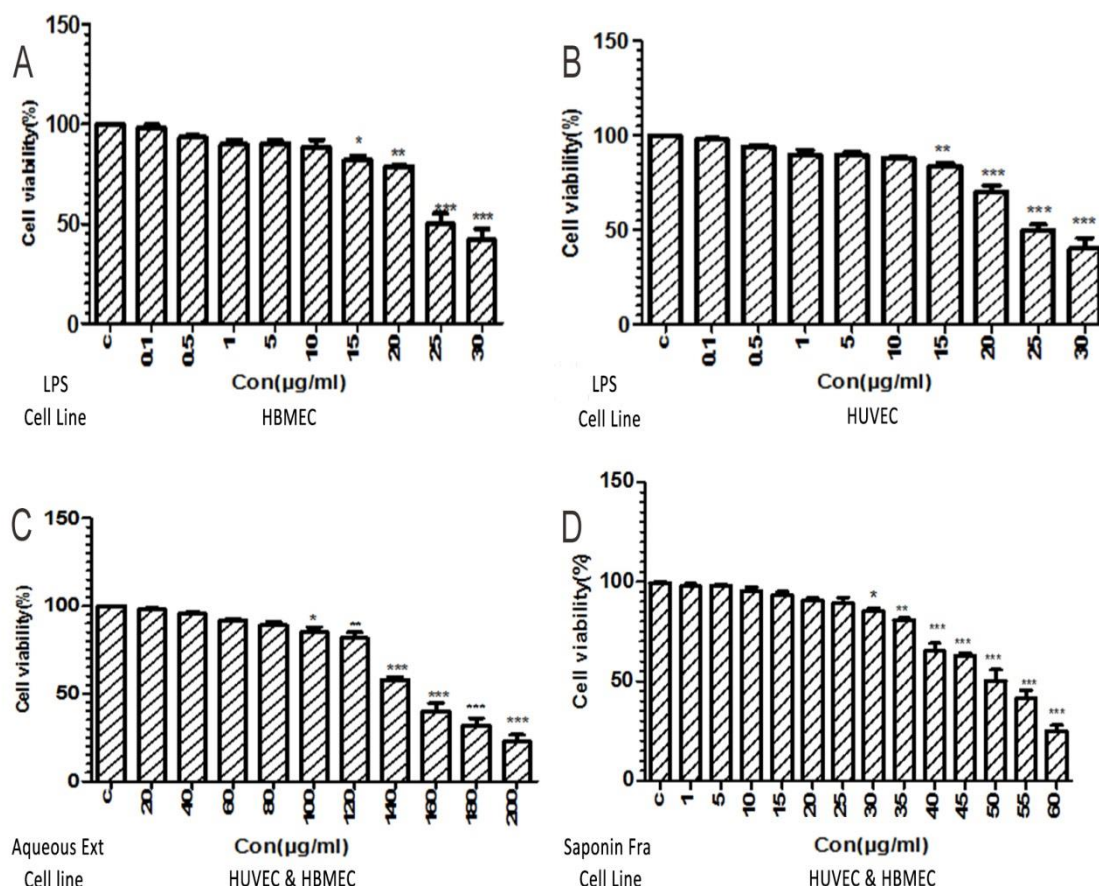 A
Cell viability(%)
150
100
50
0
* ** *** ***
c 0.1 0.5 1 5 10 15 20 25 30
LPS Con(µg/ml)
Cell Line HBMEC
B
Cell viability(%)
150
100
50
0
** *** *** ***
c 0.1 0.5 1 5 10 15 20 25 30
LPS Con(µg/ml)
Cell Line HUVEC
C
Cell viability(%)
150
100
50
0
* ** *** *** *** ***
c 20 40 60 80 100 120 140 160 180 200
Aqueous Ext Con(µg/ml)
Cell line HUVEC & HBMEC
D
Cell viability(%)
150
100
50
0
* ** *** *** *** *** ***
c 1 5 10 15 20 25 30 35 40 45 50 55 60
Saponin Fra Con(µg/ml)
Cell Line HUVEC & HBMEC